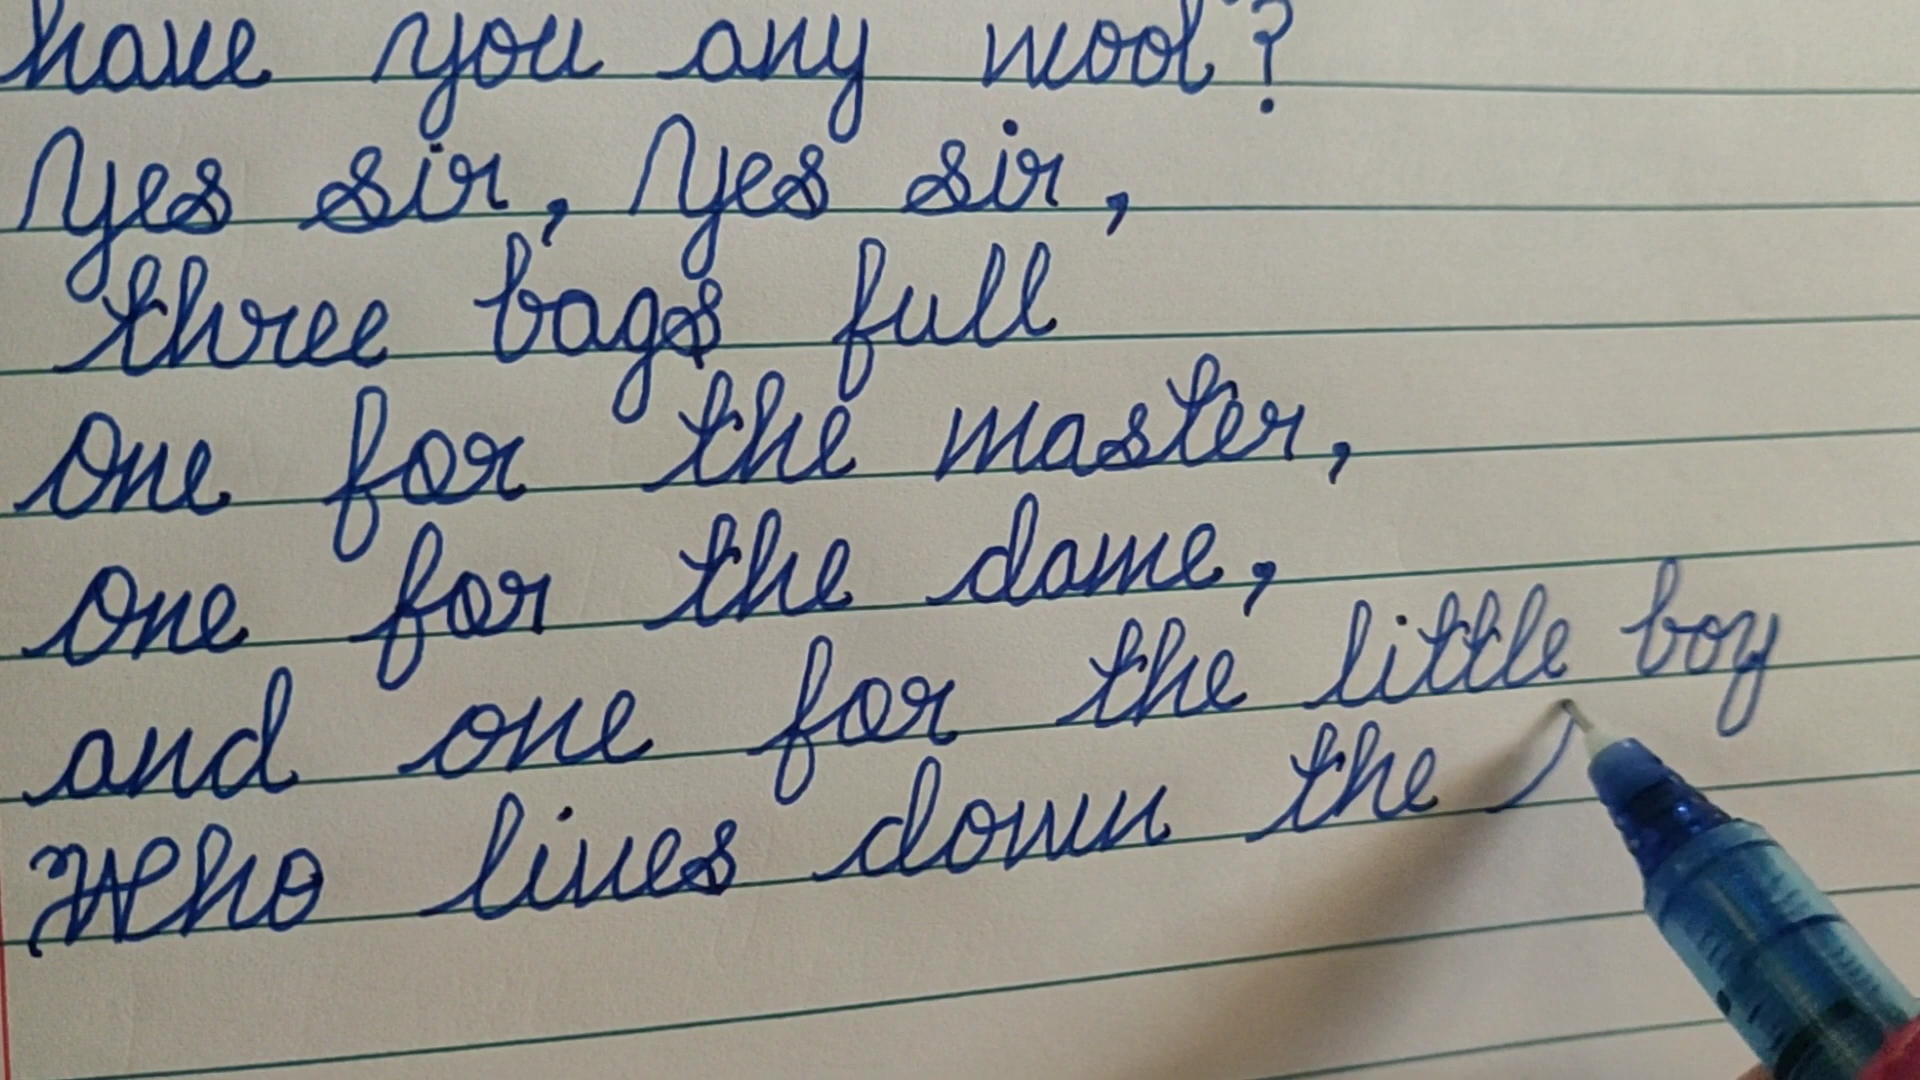 have you any wool?
Yes sir, Yes sir,
three bags full
One for the master,
One for the dame,
and one for the little boy
Who lives down the